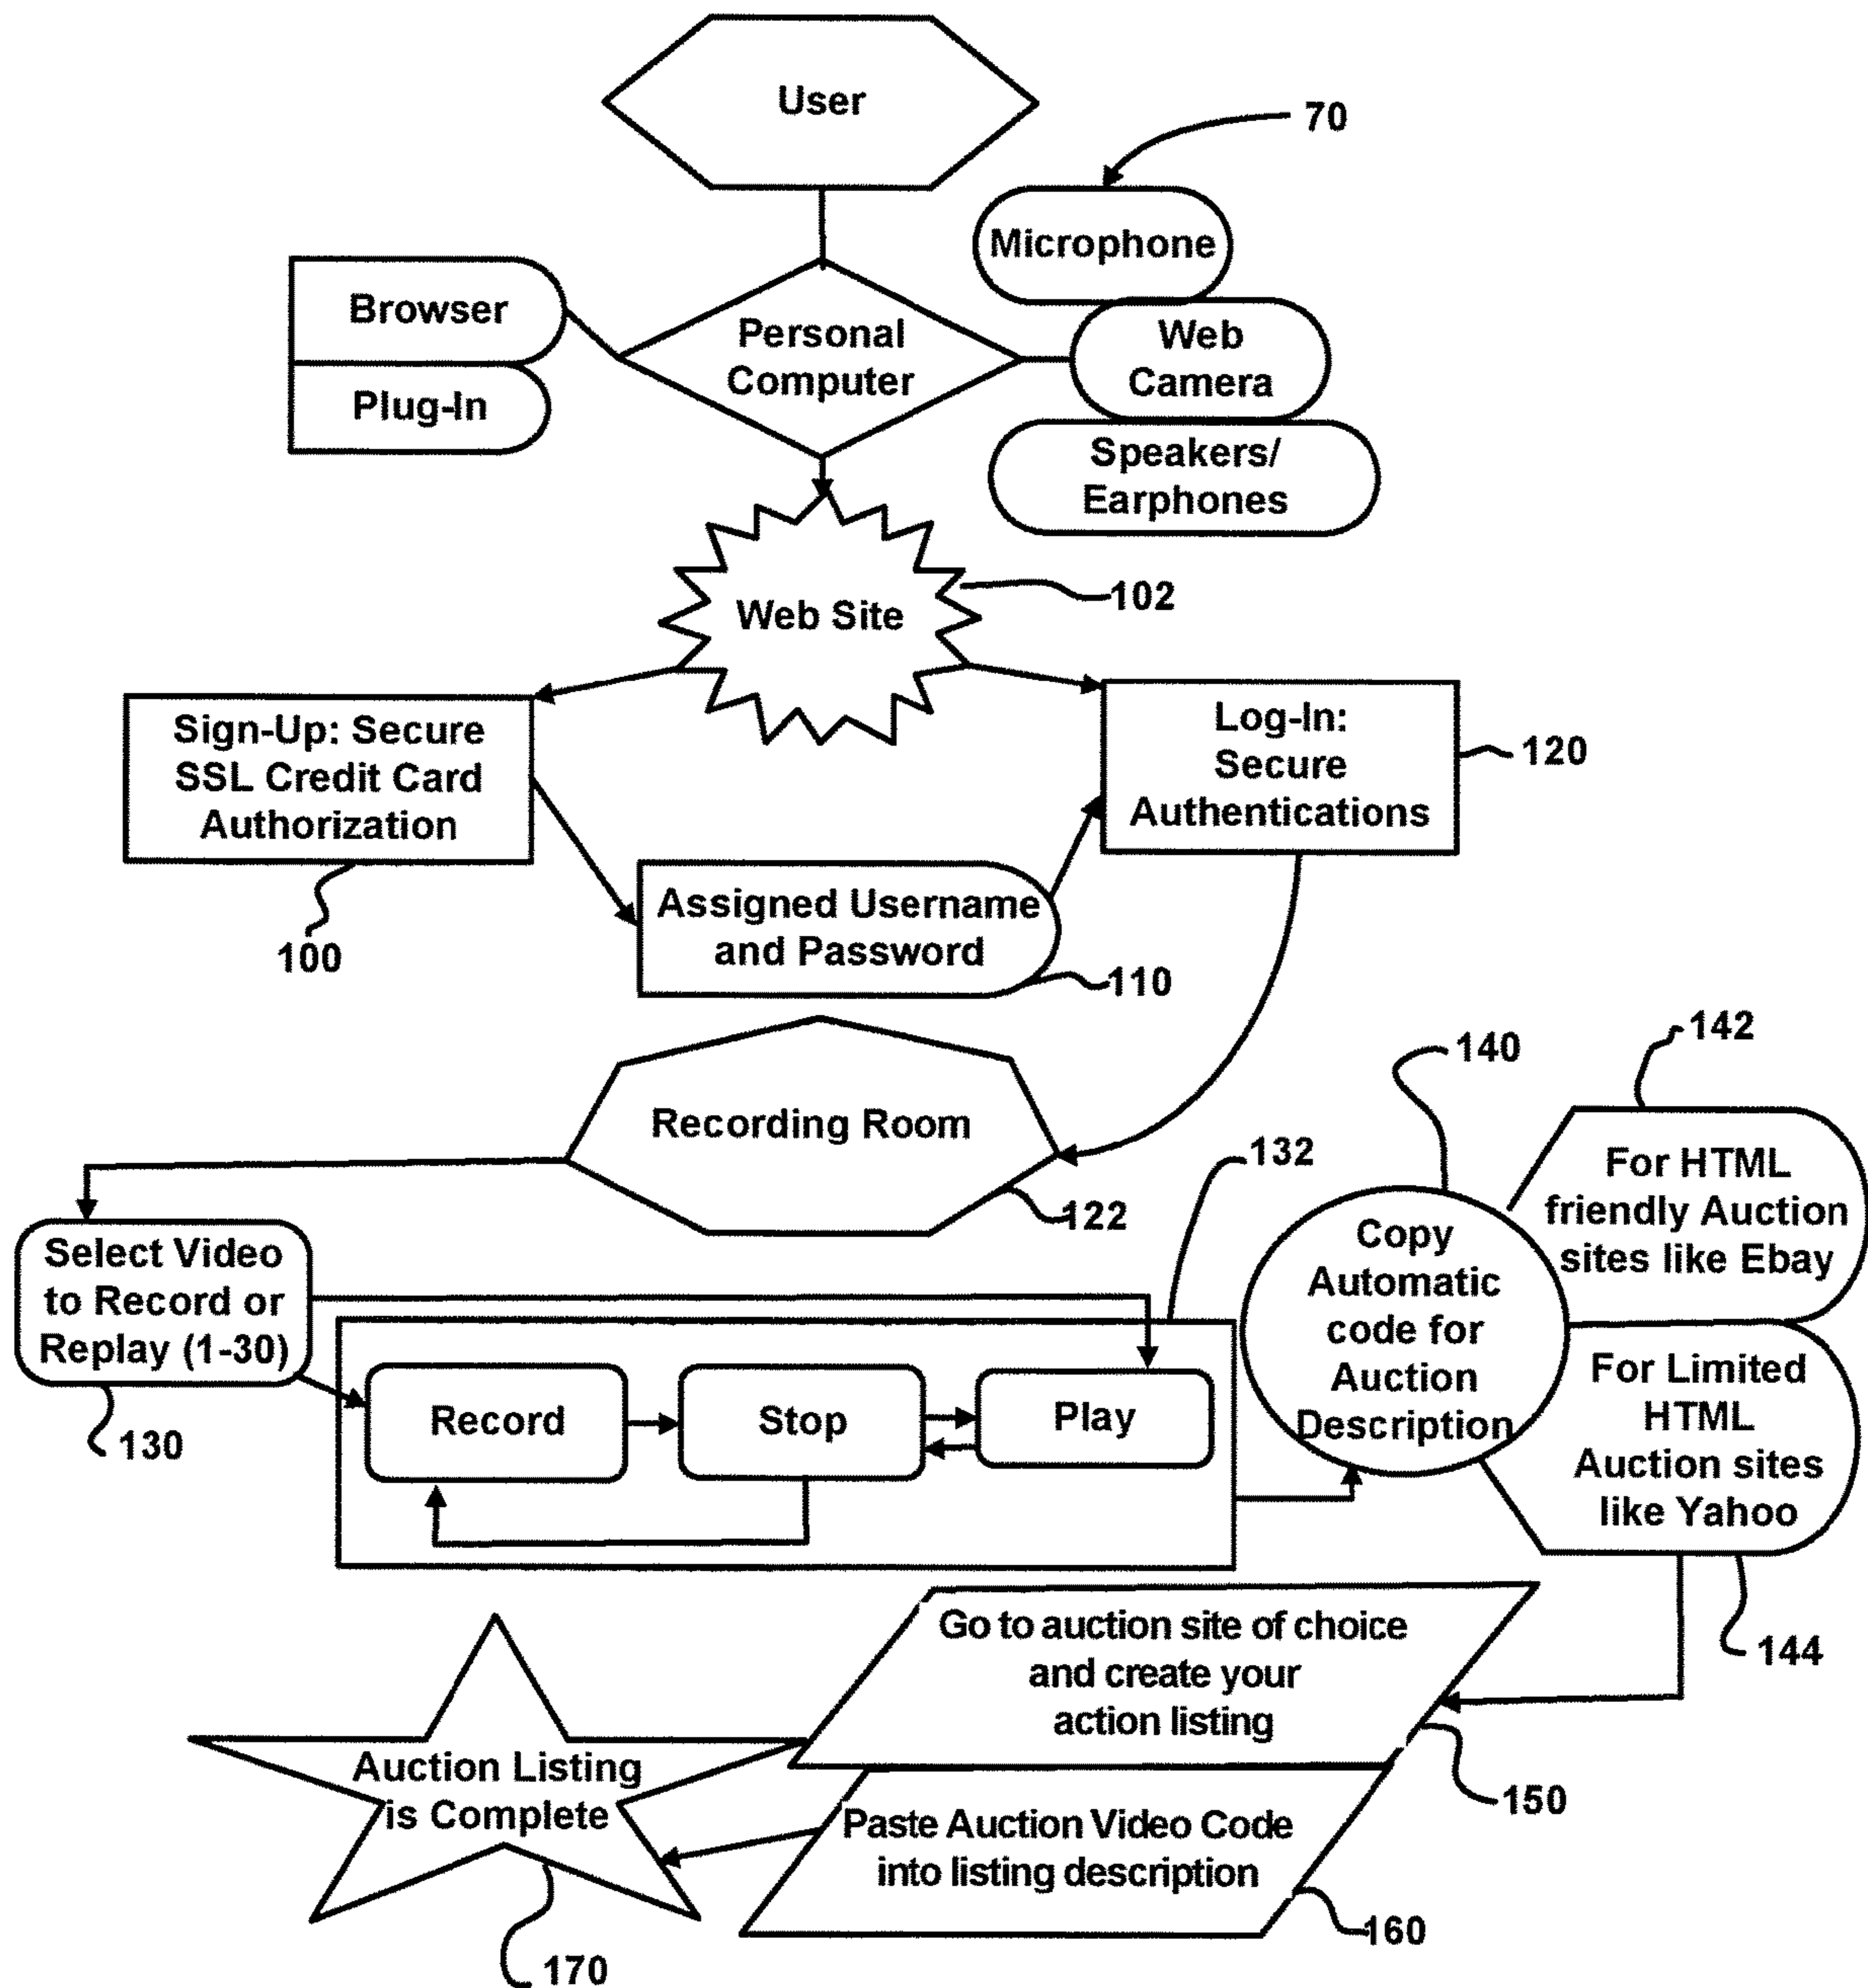 User
70
Microphone
Browser
Personal
Computer
Web
Camera
Plug-In
Speakers/
Earphones
Web Site
102
Sign-Up: Secure
SSL Credit Card
Authorization
100
Log-In:
Secure
Authentications
120
Assigned Username
and Password
110
Recording Room
122
132
140
142
For HTML
friendly Auction
sites like Ebay
Select Video
to Record or
Replay (1-30)
130
Record
Stop
Play
Copy
Automatic
code for
Auction
Description
For Limited
HTML
Auction sites
like Yahoo
144
Go to auction site of choice
and create your
action listing
150
Auction Listing
is Complete
170
Paste Auction Video Code
into listing description
160